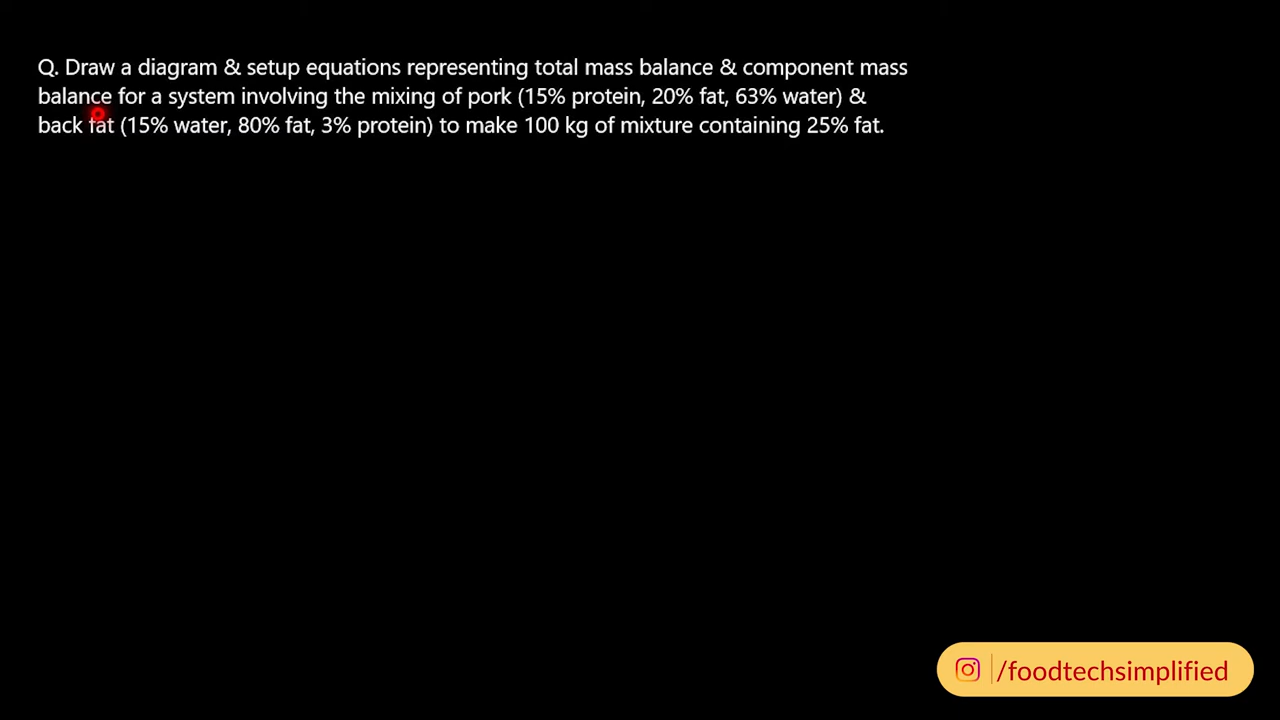 Q. Draw a diagram & setup equations representing total mass balance & component mass
balance for a system involving the mixing of pork (15% protein, 20% fat, 63% water) &
back fat (15% water, 80% fat, 3% protein) to make 100 kg of mixture containing 25% fat.
/foodtechsimplified